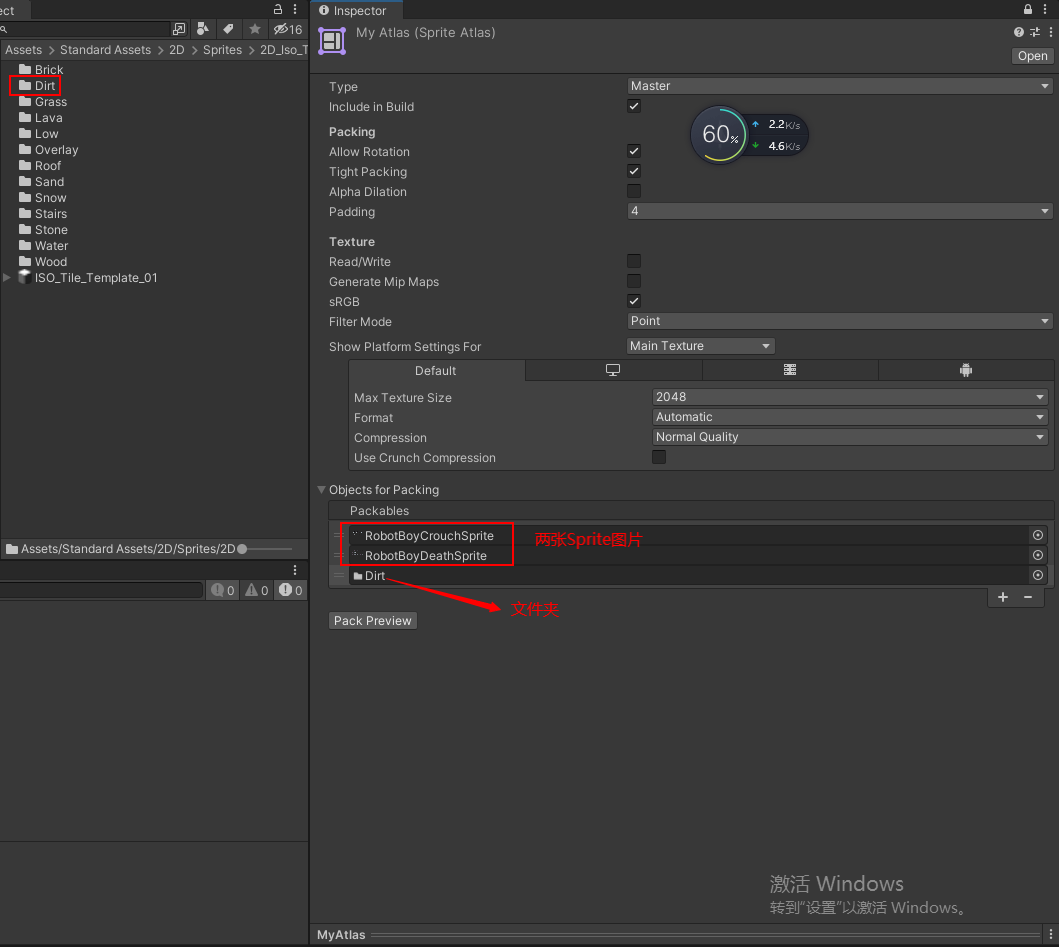 ect
16
Assets > Standard Assets > 2D > Sprites > 2D_Iso_T
Brick
Dirt
Grass
Lava
Low
Overlay
Roof
Sand
Snow
Stairs
Stone
Water
Wood
ISO_Tile_Template_01
Assets/Standard Assets/2D/Sprites/2D
0 0 0
Inspector
My Atlas (Sprite Atlas)
Open
Type Master
Include in Build
60% 2.2K/s
4.6K/s
Packing
Allow Rotation
Tight Packing
Alpha Dilation
Padding 4
Texture
Read/Write
Generate Mip Maps
sRGB
Filter Mode Point
Show Platform Settings For Main Texture
Default
Max Texture Size 2048
Format Automatic
Compression Normal Quality
Use Crunch Compression
Objects for Packing
Packables
RobotBoyCrouchSprite 两张Sprite图片
RobotBoyDeathSprite
Dirt
文件夹
+ −
Pack Preview
激活 Windows
转到“设置”以激活 Windows。
MyAtlas